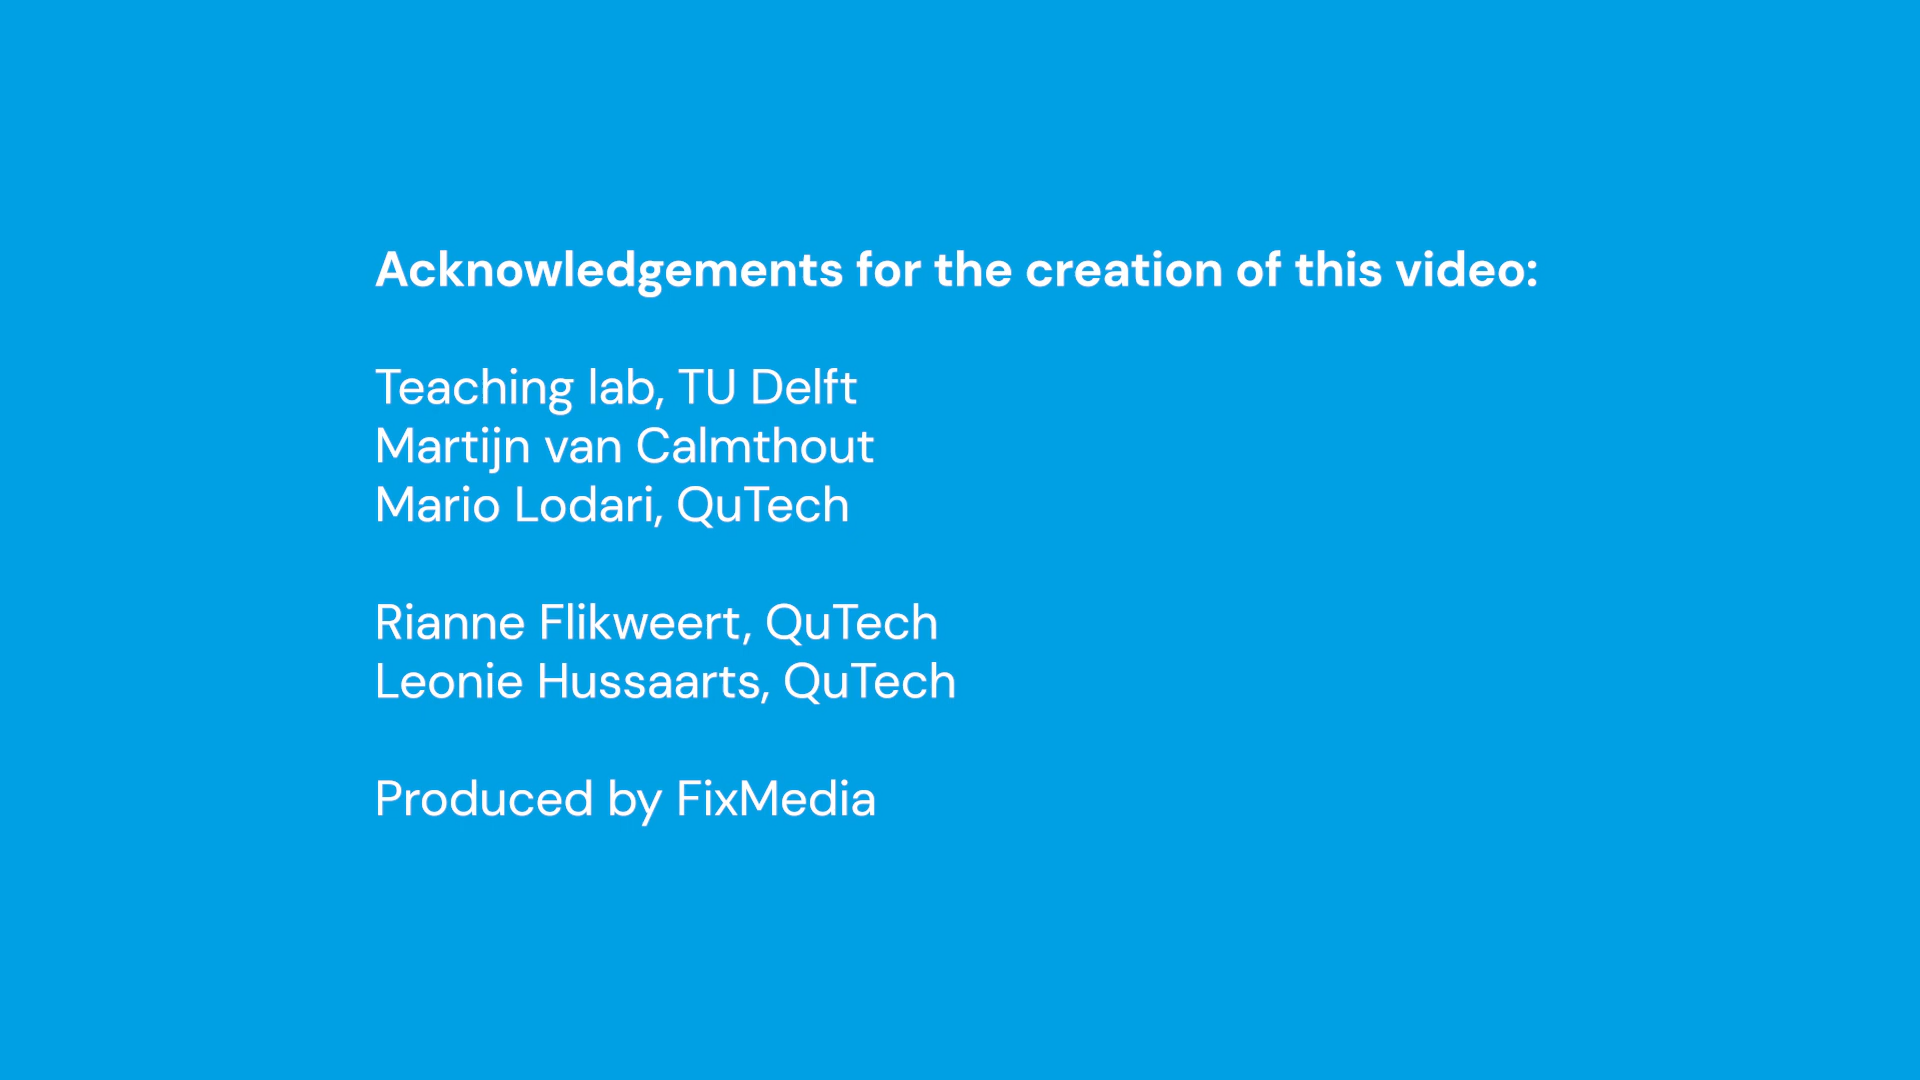 Acknowledgements for the creation of this video:
Teaching lab, TU Delft
Martijn van Calmthout
Mario Lodari, QuTech
Rianne Flikweert, QuTech
Leonie Hussaarts, QuTech
Produced by FixMedia